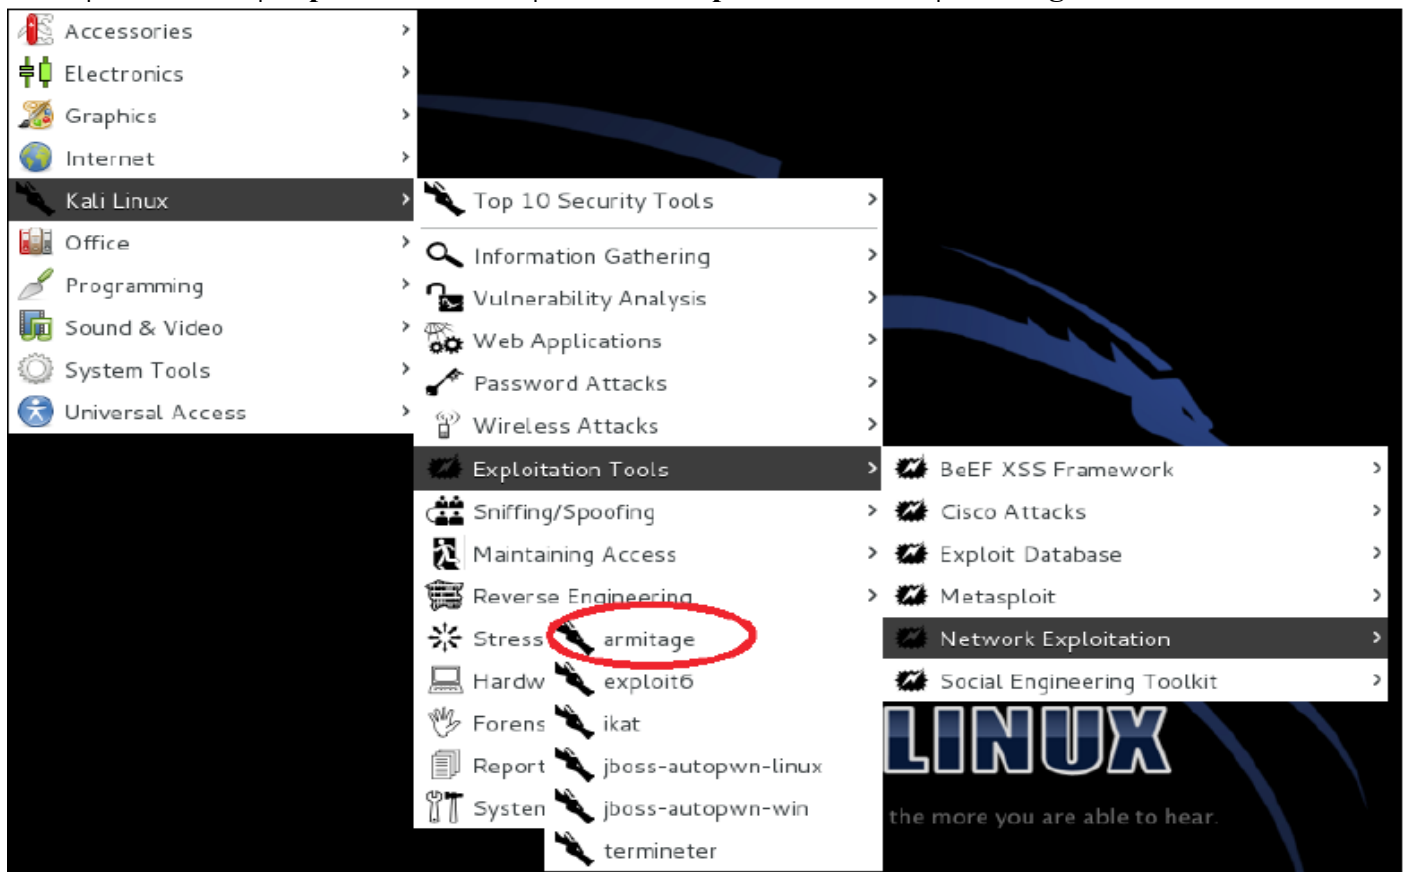 Accessories
Electronics
Graphics
Internet
Kali Linux
Office
Programming
Sound & Video
System Tools
Universal Access
Top 10 Security Tools
Information Gathering
Vulnerability Analysis
Web Applications
Password Attacks
Wireless Attacks
Exploitation Tools
Sniffing/Spoofing
Maintaining Access
Reverse Engineering
Stress
Hardw
Forens
Report
System
armitage
exploit6
ikat
jboss-autopwn-linux
jboss-autopwn-win
termineter
BeEF XSS Framework
Cisco Attacks
Exploit Database
Metasploit
Network Exploitation
Social Engineering Toolkit
LINUX
the more you are able to hear.